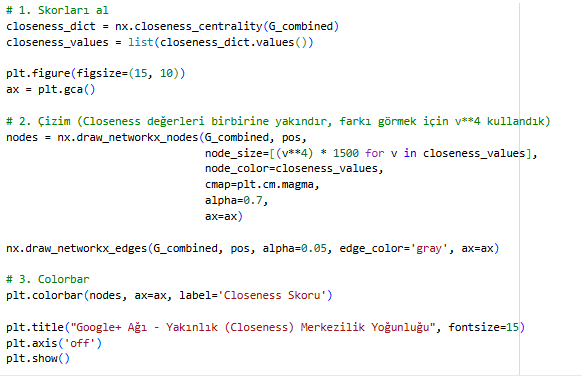 # 1. Skorları al
closeness_dict = nx.closeness_centrality(G_combined)
closeness_values = list(closeness_dict.values())
plt.figure(figsize=(15, 10))
ax = plt.gca()
# 2. Çizim (Closeness değerleri birbirine yakındır, farkı görmek için v**4 kullandık)
nodes = nx.draw_networkx_nodes(G_combined, pos,
node_size=[(v**4) * 1500 for v in closeness_values],
node_color=closeness_values,
cmap=plt.cm.magma,
alpha=0.7,
ax=ax)
nx.draw_networkx_edges(G_combined, pos, alpha=0.05, edge_color='gray', ax=ax)
# 3. Colorbar
plt.colorbar(nodes, ax=ax, label='Closeness Skoru')
plt.title("Google+ Ağı - Yakınlık (Closeness) Merkezilik Yoğunluğu", fontsize=15)
plt.axis('off')
plt.show()